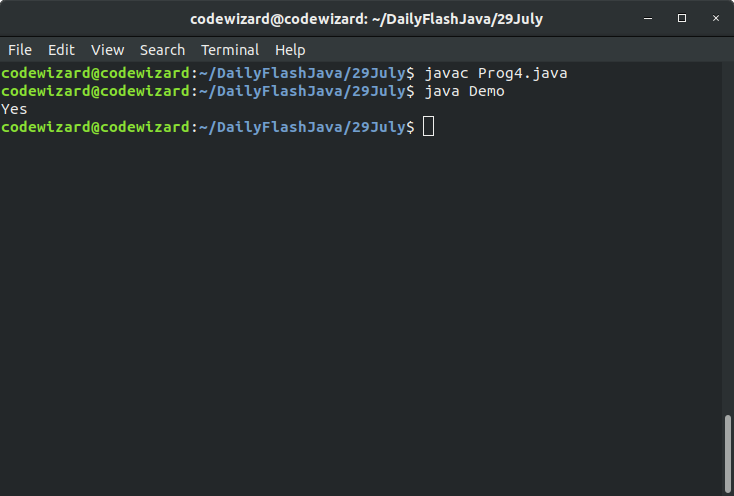 codewizard@codewizard: ~/DailyFlashJava/29July
File Edit View Search Terminal Help
codewizard@codewizard:~/DailyFlashJava/29July$ javac Prog4.java
codewizard@codewizard:~/DailyFlashJava/29July$ java Demo
Yes
codewizard@codewizard:~/DailyFlashJava/29July$